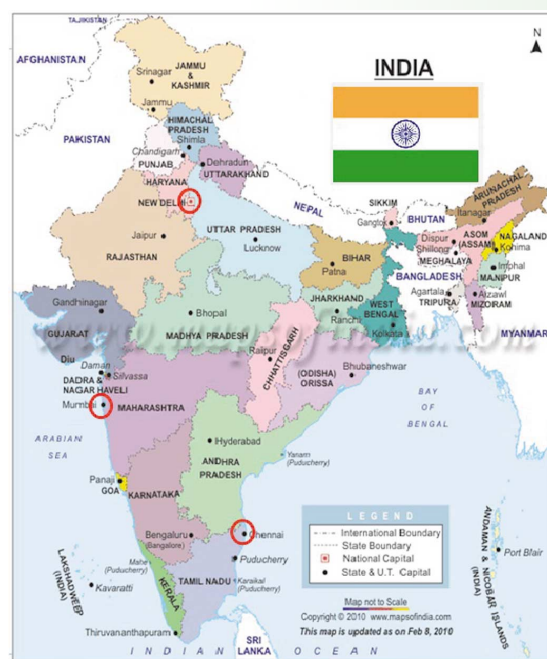 TAJIKISTAN
AFGHANISTAN
PAKISTAN
N
INDIA
JAMMU
&
KASHMIR
Srinagar
Jammu
HIMACHAL
PRADESH
Shimla
Chandigarh
PUNJAB
Dehradun
UTTARAKHAND
HARYANA
NEW DELHI
NEPAL
SIKKIM
Gangtok
BHUTAN
ARUNACHAL
PRADESH
Itanagar
Dispur
ASOM
(ASSAM)
NAGALAND
Kohima
Shillong
MEGHALAYA
Imphal
MANIPUR
BANGLADESH
Agartala
TRIPURA
Aizawl
MIZORAM
MYANMAR
Jaipur
RAJASTHAN
UTTAR PRADESH
Lucknow
BIHAR
Patna
JHARKHAND
Ranchi
WEST
BENGAL
Kolkata
Gandhinagar
GUJARAT
Bhopal
MADHYA PRADESH
www.mapsofindia.com
Raipur
CHHATTISGARH
(ODISHA)
ORISSA
Bhubaneshwar
Diu
Daman
Silvassa
DADRA &
NAGAR HAVELI
Mumbai
MAHARASHTRA
BAY
OF
BENGAL
ARABIAN
SEA
Hyderabad
Yanam
(Puducherry)
ANDHRA
PRADESH
Panaji
GOA
KARNATAKA
Bengaluru
(Bangalore)
Chennai
Mahe
(Puducherry)
Puducherry
Karaikal
(Puducherry)
TAMIL NADU
KERALA
LAKSHADWEEP
(INDIA)
Kavaratti
Thiruvananthapuram
SRI
LANKA
INDIAN OCEAN
ANDAMAN & NICOBAR ISLANDS
(INDIA)
Port Blair
LEGEND
International Boundary
State Boundary
National Capital
State & U.T. Capital
Map not to Scale
Copyright © 2010 www.mapsofindia.com
This map is updated as on Feb 8, 2010